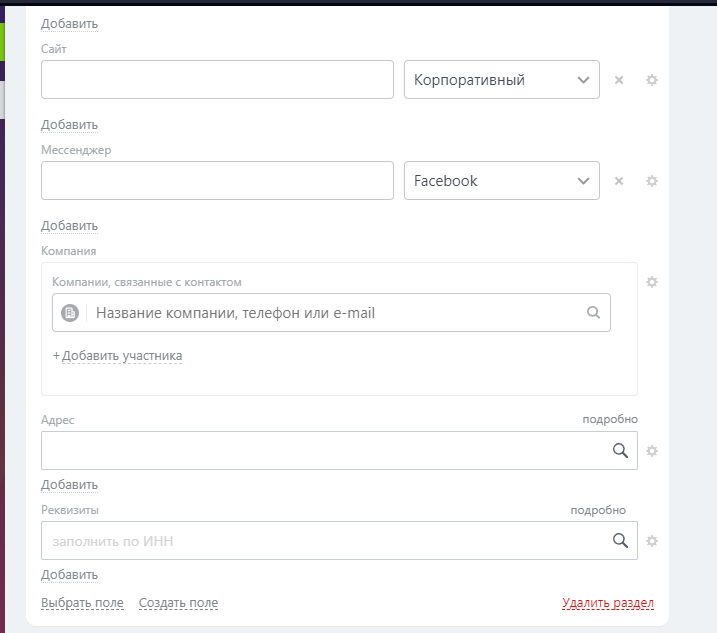 Добавить
Сайт
Корпоративный
Добавить
Мессенджер
Facebook
Добавить
Компания
Компании, связанные с контактом
Название компании, телефон или e-mail
+Добавить участника
Адрес подробно
Добавить
Реквизиты подробно
заполнить по ИНН
Добавить
Выбрать поле Создать поле Удалить раздел